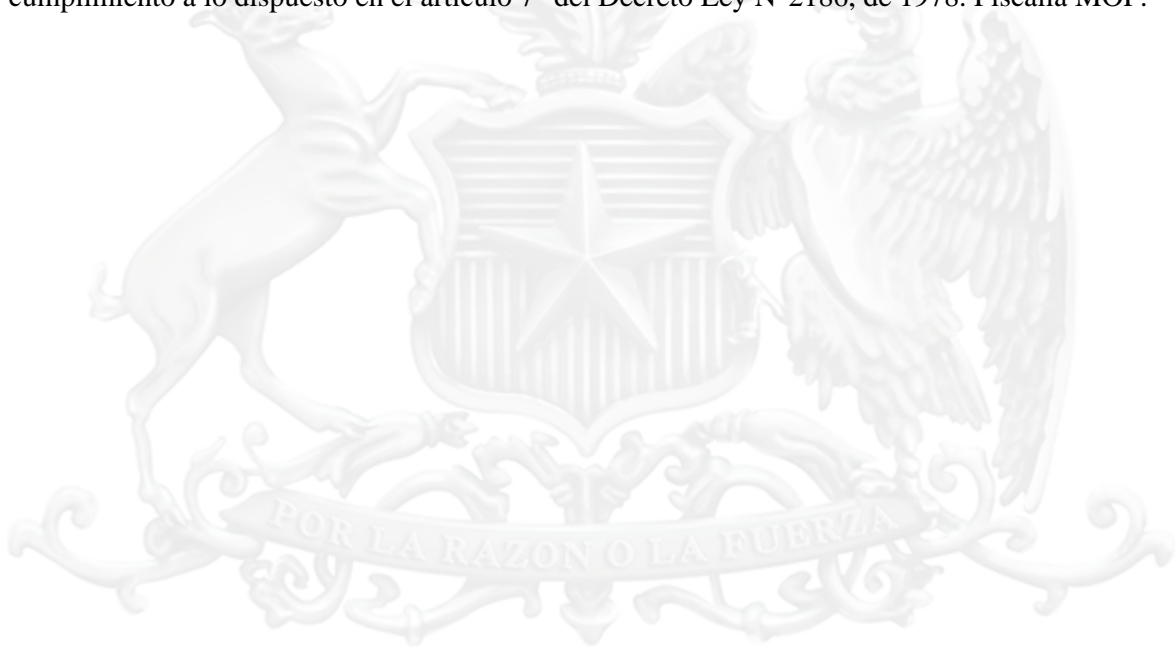 cumplimiento a lo dispuesto en el artículo 7° del Decreto Ley N°2186, de 1978. Fiscalía MOP.
POR LA RAZON O LA FUERZA